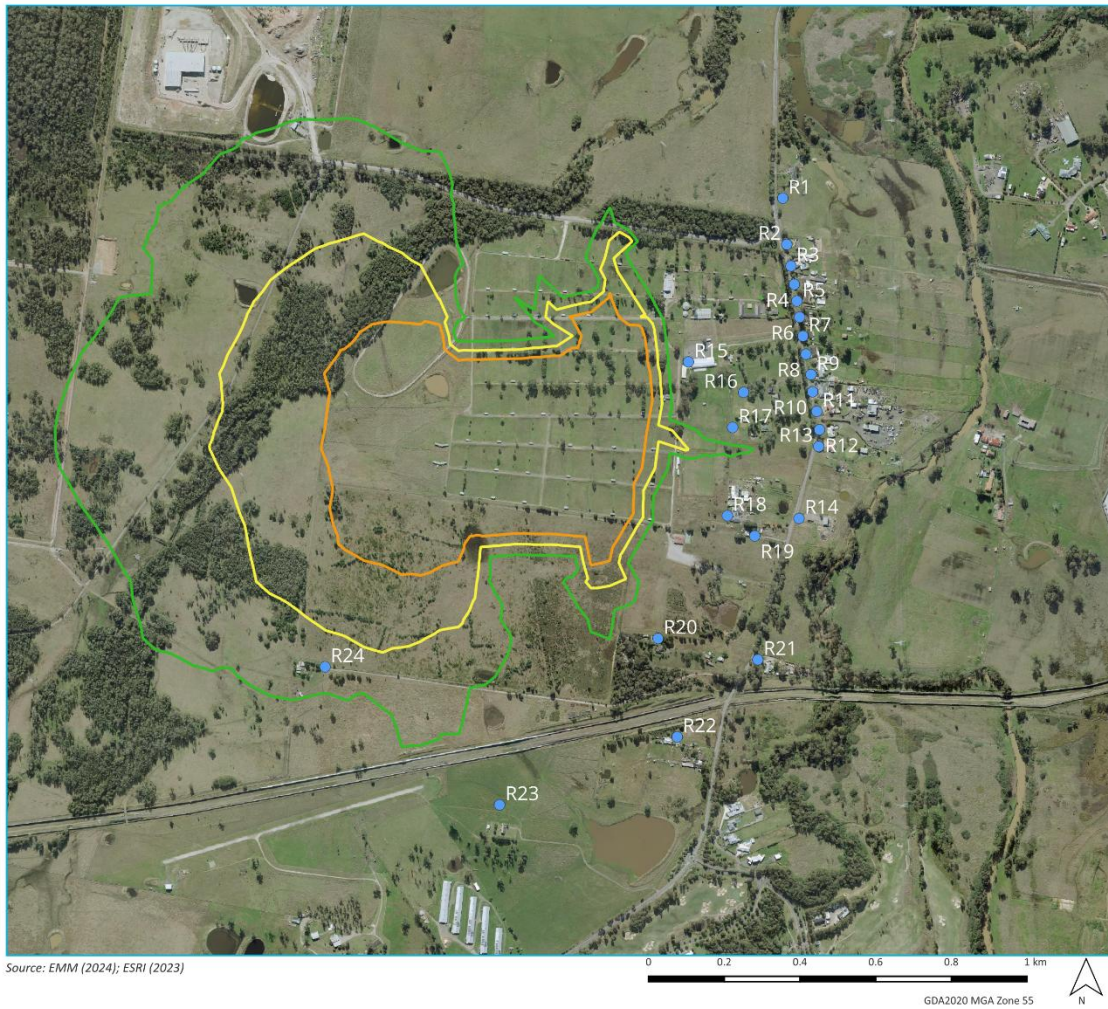 R1
R2
R3
R5
R4
R7
R6
R15
R9
R8
R16
R11
R10
R17
R13
R12
R18
R14
R19
R20
R21
R24
R22
R23
Source: EMM (2024); ESRI (2023)
0 0.2 0.4 0.6 0.8 1 km
GDA2020 MGA Zone 55
N